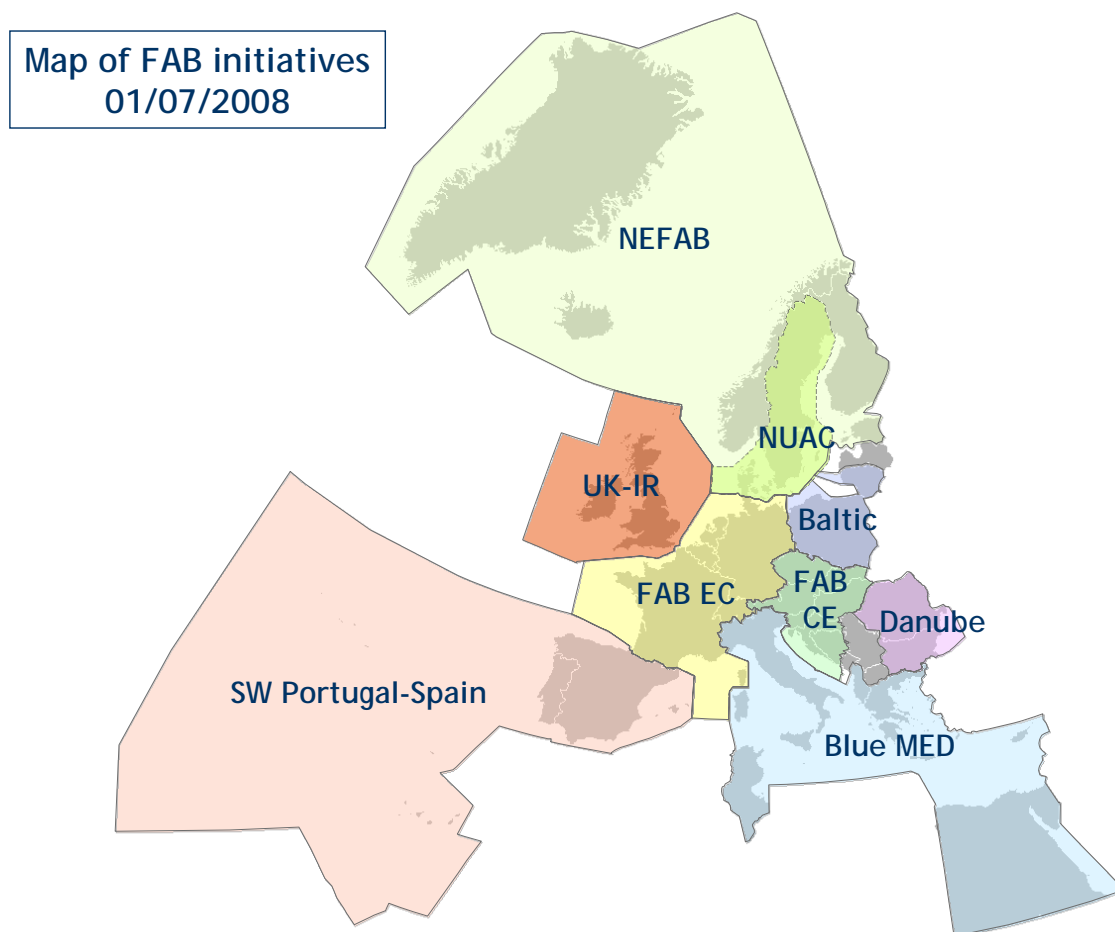 Map of FAB initiatives
01/07/2008
NEFAB
NUAC
UK-IR
Baltic
FAB EC
FAB
CE
Danube
SW Portugal-Spain
Blue MED